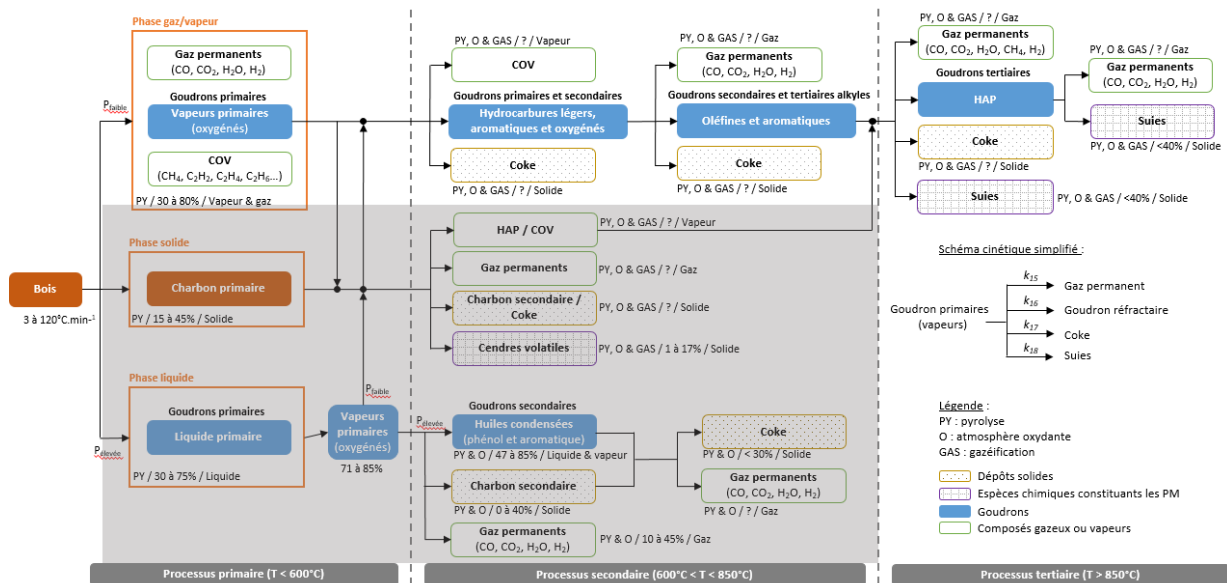 Phase gaz/vapeur
Gaz permanents
(CO, CO₂, H₂O, H₂)
Goudrons primaires
Vapeurs primaires
(oxygénés)
COV
(CH₄, C₂H₂, C₂H₄, C₂H₆...)
PY / 30 à 80% / Vapeur & gaz
P_faible
Phase solide
Bois
3 à 120°C.min⁻¹
Charbon primaire
PY / 15 à 45% / Solide
Phase liquide
Goudrons primaires
Liquide primaire
PY / 30 à 75% / Liquide
P_élevée
Vapeurs
primaires
(oxygénés)
71 à 85%
P_faible
P_élevée
Processus primaire (T < 600°C)
PY, O & GAS / ? / Vapeur
COV
Goudrons primaires et secondaires
Hydrocarbures légers,
aromatiques et oxygénés
Coke
PY, O & GAS / ? / Solide
PY, O & GAS / ? / Gaz
Gaz permanents
(CO, CO₂, H₂O, H₂)
Goudrons secondaires et tertiaires alkyles
Oléfines et aromatiques
Coke
PY, O & GAS / ? / Solide
HAP / COV
PY, O & GAS / ? / Vapeur
Gaz permanents
PY, O & GAS / ? / Gaz
Charbon secondaire /
Coke
PY, O & GAS / ? / Solide
Cendres volatiles
PY, O & GAS / 1 à 17% / Solide
Goudrons secondaires
Huiles condensées
(phénol et aromatique)
PY & O / 47 à 85% / Liquide & vapeur
Charbon secondaire
PY & O / 0 à 40% / Solide
Gaz permanents
(CO, CO₂, H₂O, H₂)
PY & O / 10 à 45% / Gaz
Coke
PY & O / < 30% / Solide
Gaz permanents
(CO, CO₂, H₂O, H₂)
PY & O / ? / Gaz
Processus secondaire (600°C < T < 850°C)
PY, O & GAS / ? / Gaz
Gaz permanents
(CO, CO₂, H₂O, CH₄, H₂)
Goudrons tertiaires
HAP
Coke
PY, O & GAS / ? / Solide
Suies
PY, O & GAS / <40% / Solide
PY, O & GAS / ? / Gaz
Gaz permanents
(CO, CO₂, H₂O, H₂)
Suies
PY, O & GAS / <40% / Solide
Schéma cinétique simplifié :
Goudron primaires
(vapeurs)
k₁₅
Gaz permanent
k₁₆
Goudron réfractaire
k₁₇
Coke
k₁₈
Suies
Légende :
PY : pyrolyse
O : atmosphère oxydante
GAS : gazéification
Dépôts solides
Espèces chimiques constituants les PM
Goudrons
Composés gazeux ou vapeurs
Processus tertiaire (T > 850°C)